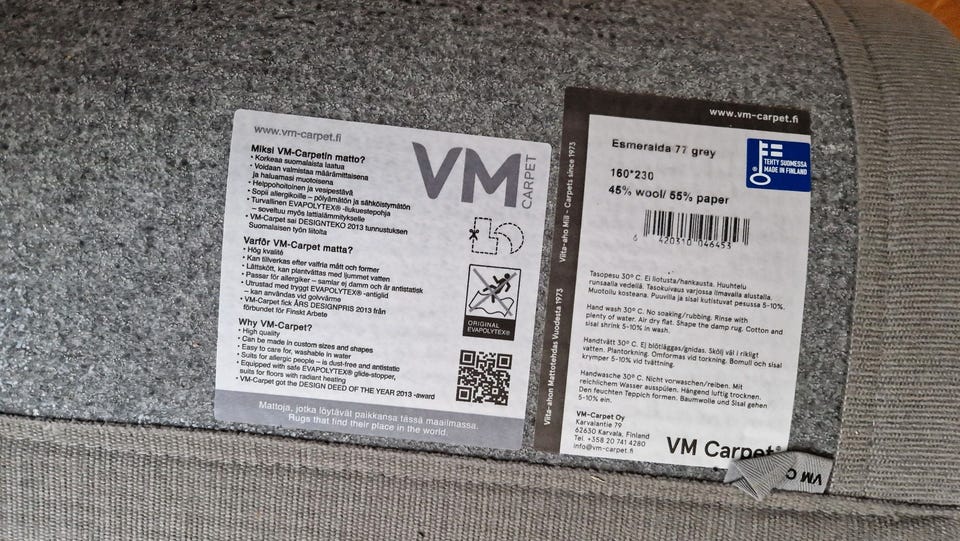 www.vm-carpet.fi
VM
CARPET
Miksi VM-Carpetin matto?
• Korkeaa suomalaista laatua
• Voidaan valmistaa määrämittaisena
ja haluamasi muotoisena
• Helppohoitoinen ja vesipestävä
• Sopii allergikoille – pölyämätön ja sähköistymätön
• Turvallinen EVAPOLYTEX®-liukuestepohja
– soveltuu myös lattialämmitykselle
• VM-Carpet sai DESIGNTEKO 2013 tunnustuksen
Suomalaisen työn liitolta
Varför VM-Carpet matta?
• Hög kvalité
• Kan tillverkas efter valfria mått och former
• Lättskött, kan plantvättas med ljummet vatten
• Passar för allergiker – samlar ej damm och är antistatisk
• Utrustad med tryggt EVAPOLYTEX®-antiglid
– kan användas vid golvvärme
• VM-Carpet fick ÅRS DESIGNPRIS 2013 från
förbundet för Finskt Arbete
Why VM-Carpet?
• High quality
• Can be made in custom sizes and shapes
• Easy to care for, washable in water
• Suits for allergic people – is dust-free and antistatic
• Equipped with safe EVAPOLYTEX® glide-stopper,
suits for floors with radiant heating
• VM-Carpet got the DESIGN DEED OF THE YEAR 2013 -award
ORIGINAL
EVAPOLYTEX®
Mattoja, jotka löytävät paikkansa tässä maailmassa.
Rugs that find their place in the world.
Viita-ahon Mattotehdas Vuodesta 1973
Viita-aho Mill - Carpets since 1973
www.vm-carpet.fi
Esmeralda 77 grey
160*230
45% wool/ 55% paper
TEHTY SUOMESSA
MADE IN FINLAND
6 420310 046453
Tasopesu 30° C. Ei liotusta/hankausta. Huuhtelu
runsaalla vedellä. Tasokuivaus varjossa ilmavalla alustalla.
Muotoilu kosteana. Puuvilla ja sisal kutistuvat pesussa 5-10%.
Hand wash 30° C. No soaking/rubbing. Rinse with
plenty of water. Air dry flat. Shape the damp rug. Cotton and
sisal shrink 5-10% in wash.
Handtvätt 30° C. Ej blötläggas/gnidas. Skölj väl i rikligt
vatten. Plantorkning. Omformas vid torkning. Bomull och sisal
krymper 5-10% vid tvättning.
Handwäsche 30° C. Nicht vorwaschen/reiben. Mit
reichlichem Wasser ausspülen. Hängend luftig trocknen.
Den feuchten Teppich formen. Baumwolle und Sisal gehen
5-10% ein.
VM-Carpet Oy
Karvalantie 79
62630 Karvala, Finland
Tel. +358 20 741 4280
info@vm-carpet.fi
VM Carpet®
VM C